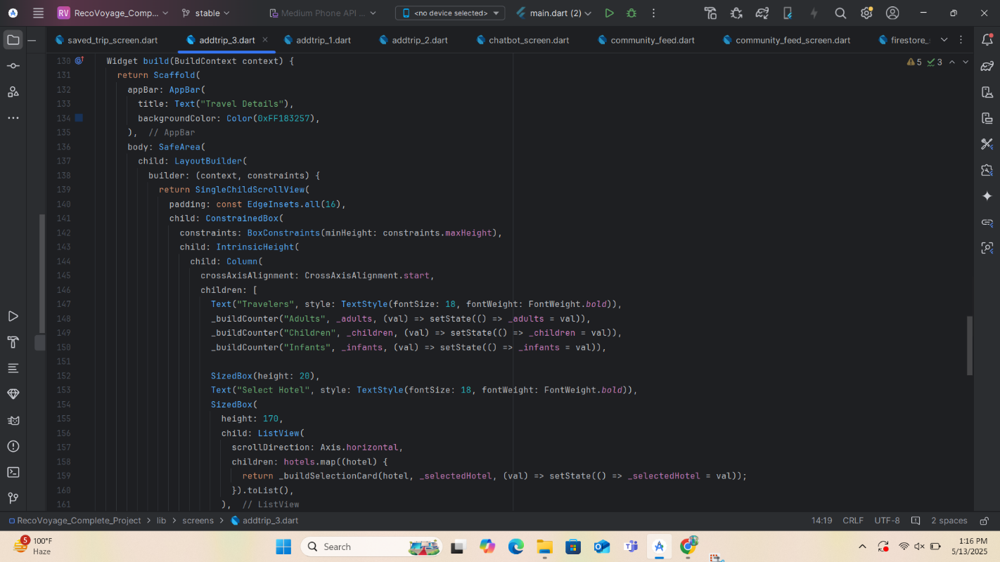 RV RecoVoyage_Comp... stable Medium Phone API ... <no device selected> main.dart (2)
saved_trip_screen.dart addtrip_3.dart addtrip_1.dart addtrip_2.dart chatbot_screen.dart community_feed.dart community_feed_screen.dart firestore_
130 Widget build(BuildContext context) { 5 3
131 return Scaffold(
132 appBar: AppBar(
133 title: Text("Travel Details"),
134 backgroundColor: Color(0xFF183257),
135 ), // AppBar
136 body: SafeArea(
137 child: LayoutBuilder(
138 builder: (context, constraints) {
139 return SingleChildScrollView(
140 padding: const EdgeInsets.all(16),
141 child: ConstrainedBox(
142 constraints: BoxConstraints(minHeight: constraints.maxHeight),
143 child: IntrinsicHeight(
144 child: Column(
145 crossAxisAlignment: CrossAxisAlignment.start,
146 children: [
147 Text("Travelers", style: TextStyle(fontSize: 18, fontWeight: FontWeight.bold)),
148 _buildCounter("Adults", _adults, (val) => setState(() => _adults = val)),
149 _buildCounter("Children", _children, (val) => setState(() => _children = val)),
150 _buildCounter("Infants", _infants, (val) => setState(() => _infants = val)),
151
152 SizedBox(height: 20),
153 Text("Select Hotel", style: TextStyle(fontSize: 18, fontWeight: FontWeight.bold)),
154 SizedBox(
155 height: 170,
156 child: ListView(
157 scrollDirection: Axis.horizontal,
158 children: hotels.map((hotel) {
159 return _buildSelectionCard(hotel, _selectedHotel, (val) => setState(() => _selectedHotel = val));
160 }).toList(),
161 ), // ListView
RecoVoyage_Complete_Project > lib > screens > addtrip_3.dart 14:19 CRLF UTF-8 2 spaces
5 100°F Search 1:16 PM
Haze 5/13/2025